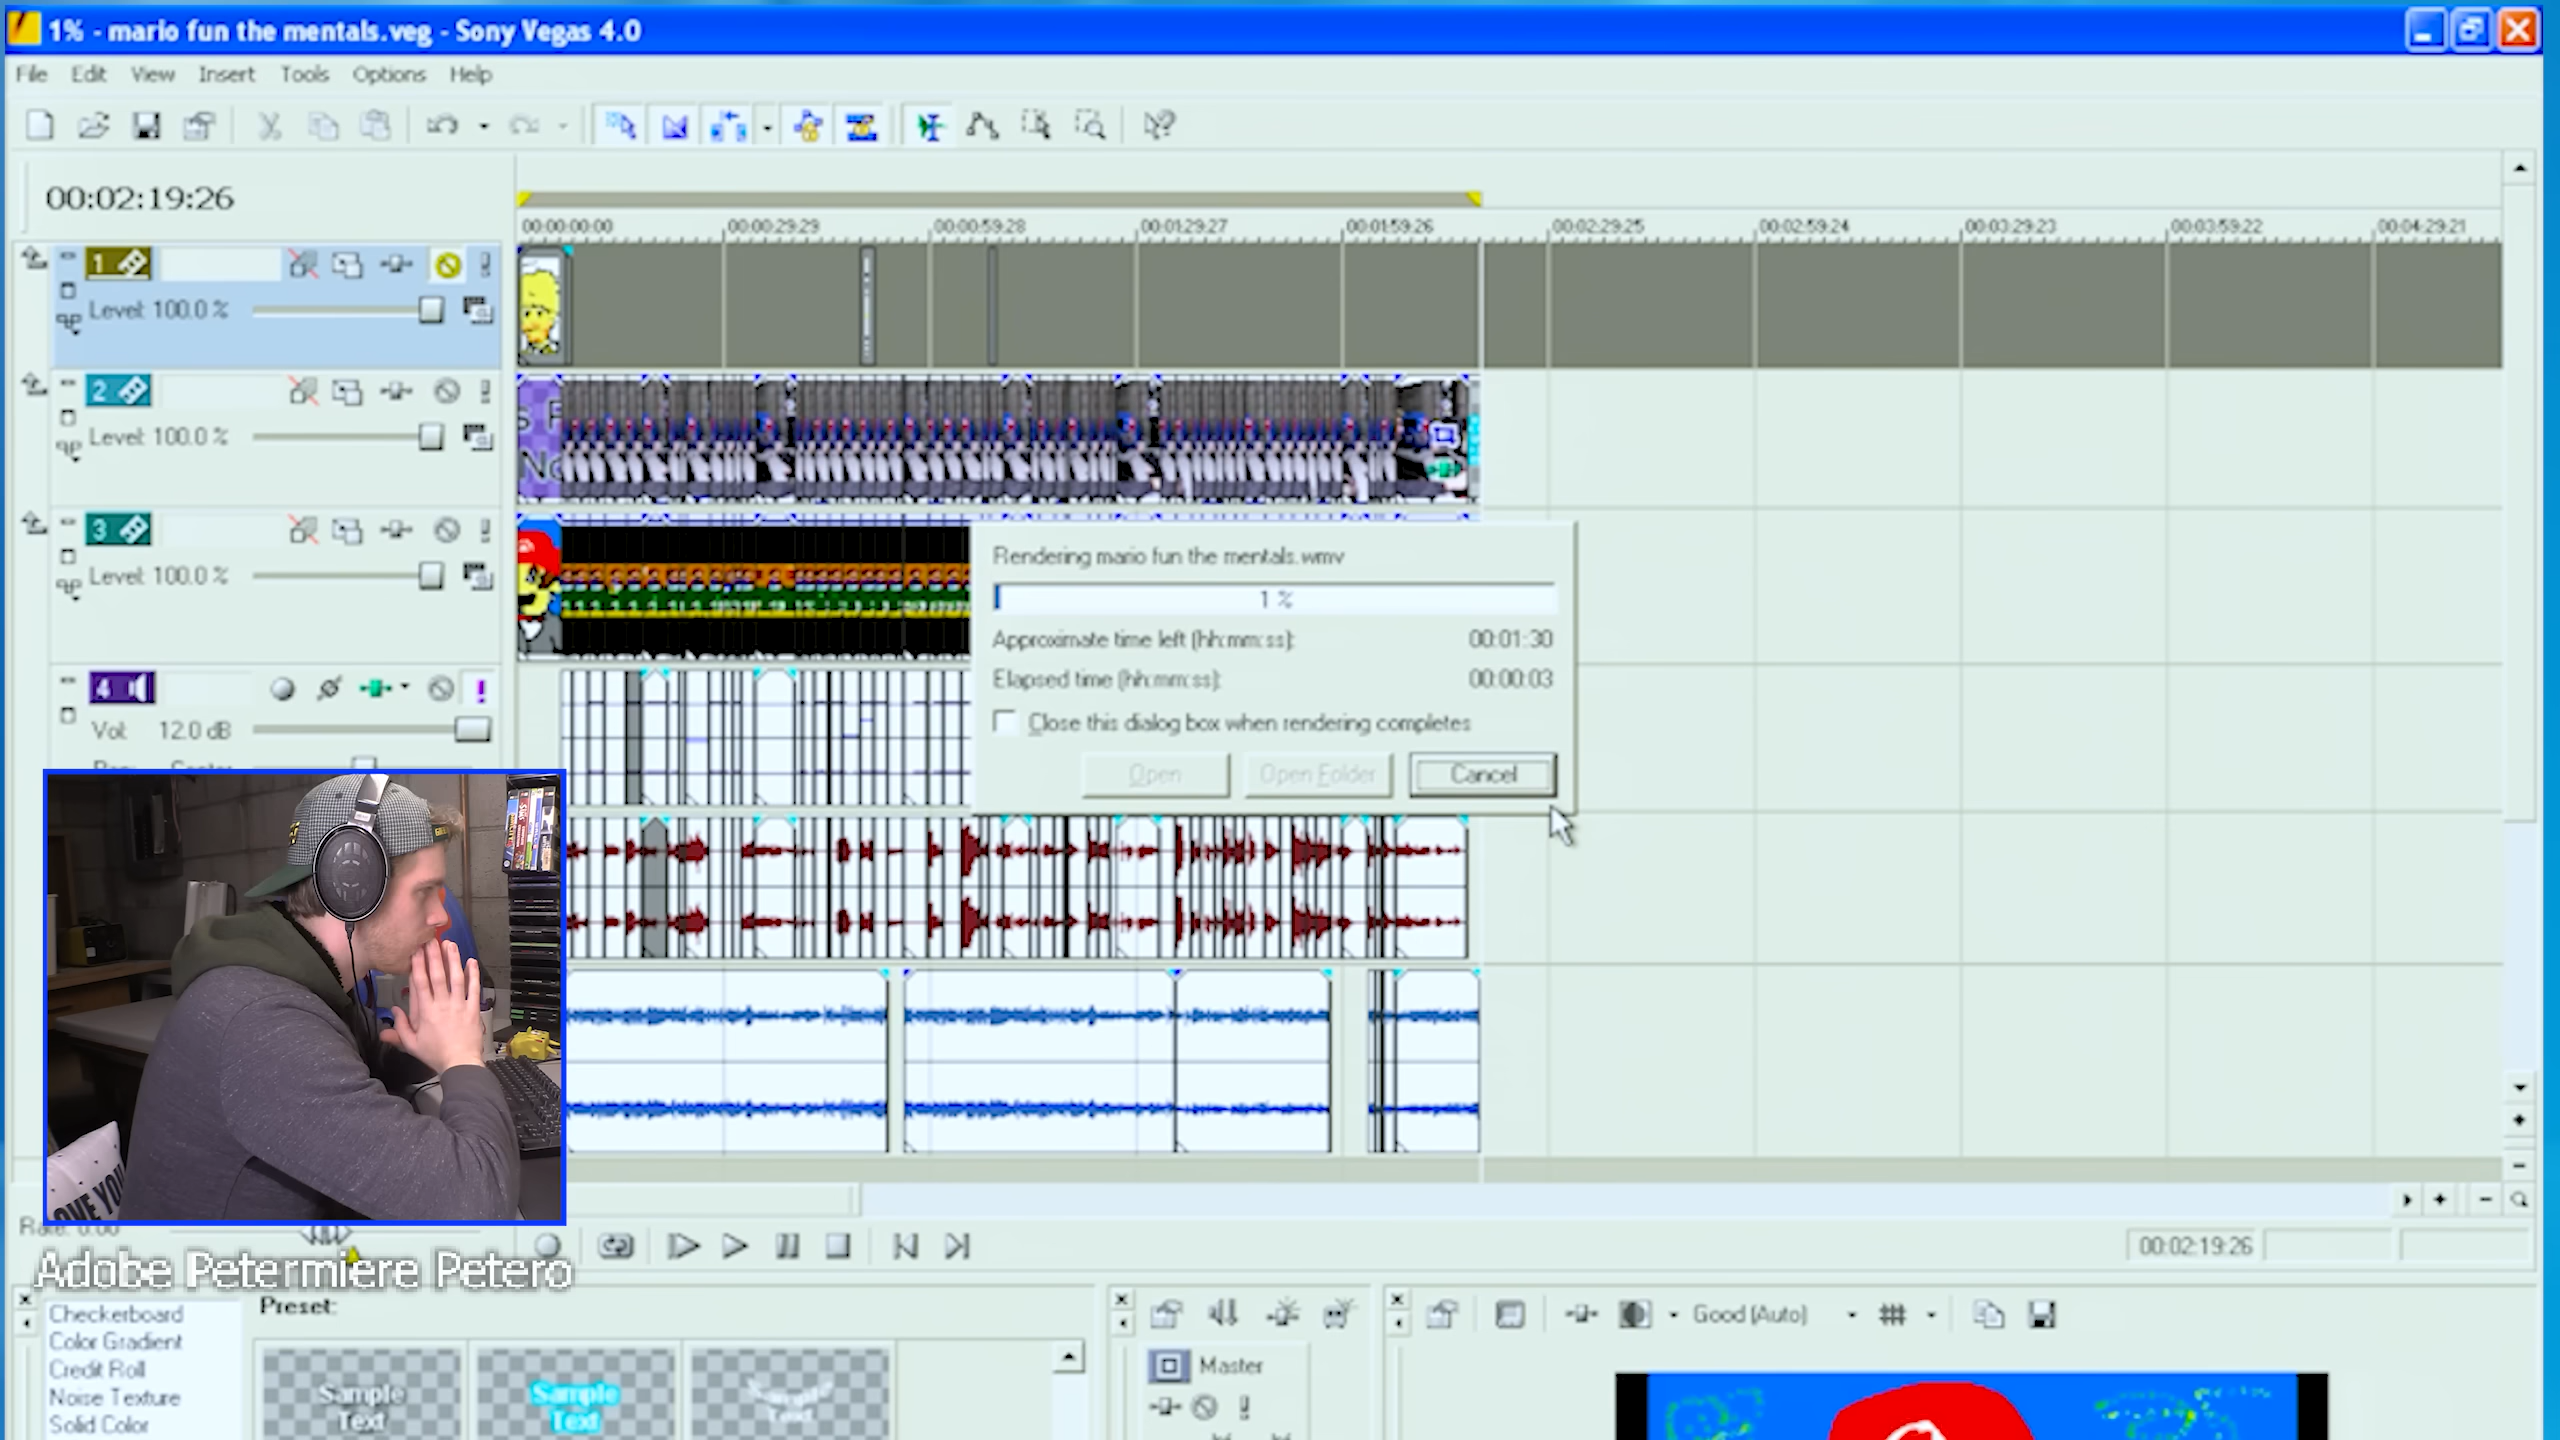 1% - mario fun the mentals.veg - Sony Vegas 4.0
File Edit View Insert Tools Options Help
00:02:19:26
00:00:00:00 00:00:29:29 00:00:59:28 00:01:29:27 00:01:59:26 00:02:29:25 00:02:59:24 00:03:29:23 00:03:59:22 00:04:29:21
1
Level: 100.0 %
2
Level: 100.0 %
3
Level: 100.0 %
Rendering mario fun the mentals.wmv
1 %
Approximate time left (hh:mm:ss): 00:01:30
Elapsed time (hh:mm:ss): 00:00:03
Close this dialog box when rendering completes
Open Open Folder Cancel
4
Vol: 12.0 dB
Rate: 0.00
00:02:19:26
Adobe Petermiere Petero
Checkerboard
Color Gradient
Credit Roll
Noise Texture
Solid Color
Preset:
Sample Text
Sample Text
Sample Text
Master
Good (Auto)